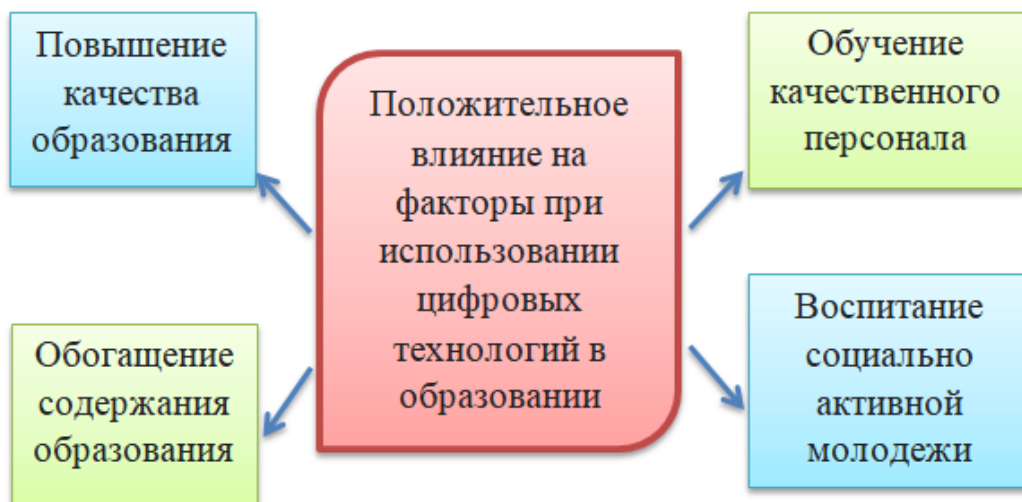 Повышение
качества
образования
Положительное
влияние на
факторы при
использовании
цифровых
технологий в
образовании
Обучение
качественного
персонала
Обогащение
содержания
образования
Воспитание
социально
активной
молодежи